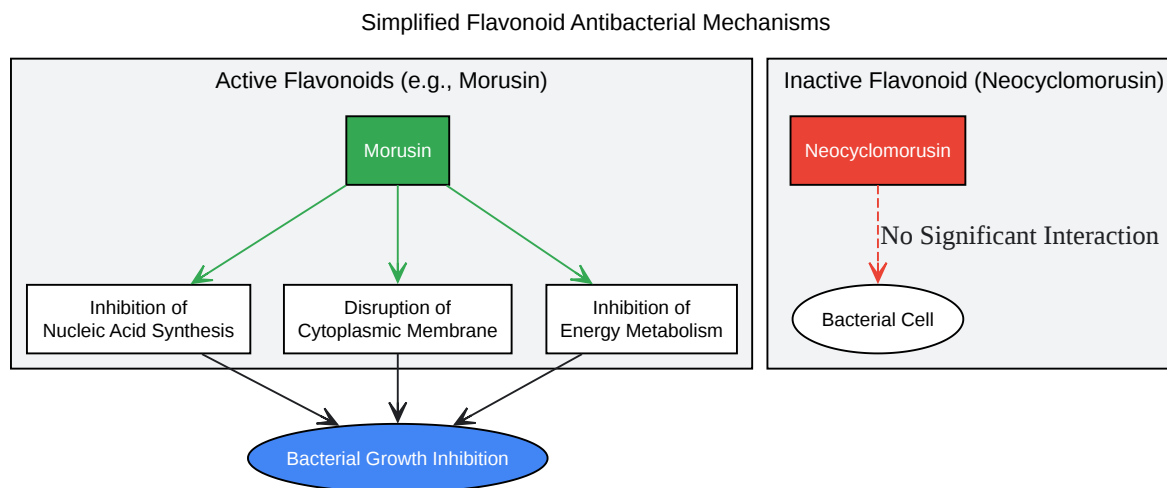 Simplified Flavonoid Antibacterial Mechanisms
Active Flavonoids (e.g., Morusin)
Morusin
Inhibition of
Nucleic Acid Synthesis
Disruption of
Cytoplasmic Membrane
Inhibition of
Energy Metabolism
Bacterial Growth Inhibition
Inactive Flavonoid (Neocyclomorusin)
Neocyclomorusin
No Significant Interaction
Bacterial Cell